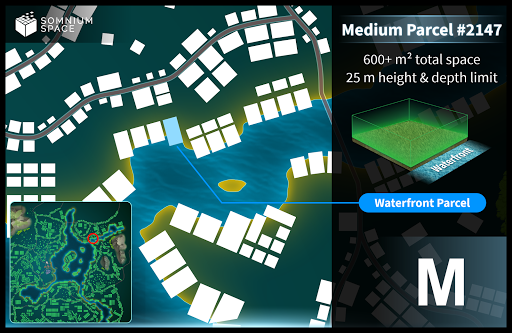 SOMNIUM
SPACE
Medium Parcel #2147
600+ m² total space
25 m height & depth limit
Waterfront
Waterfront Parcel
M